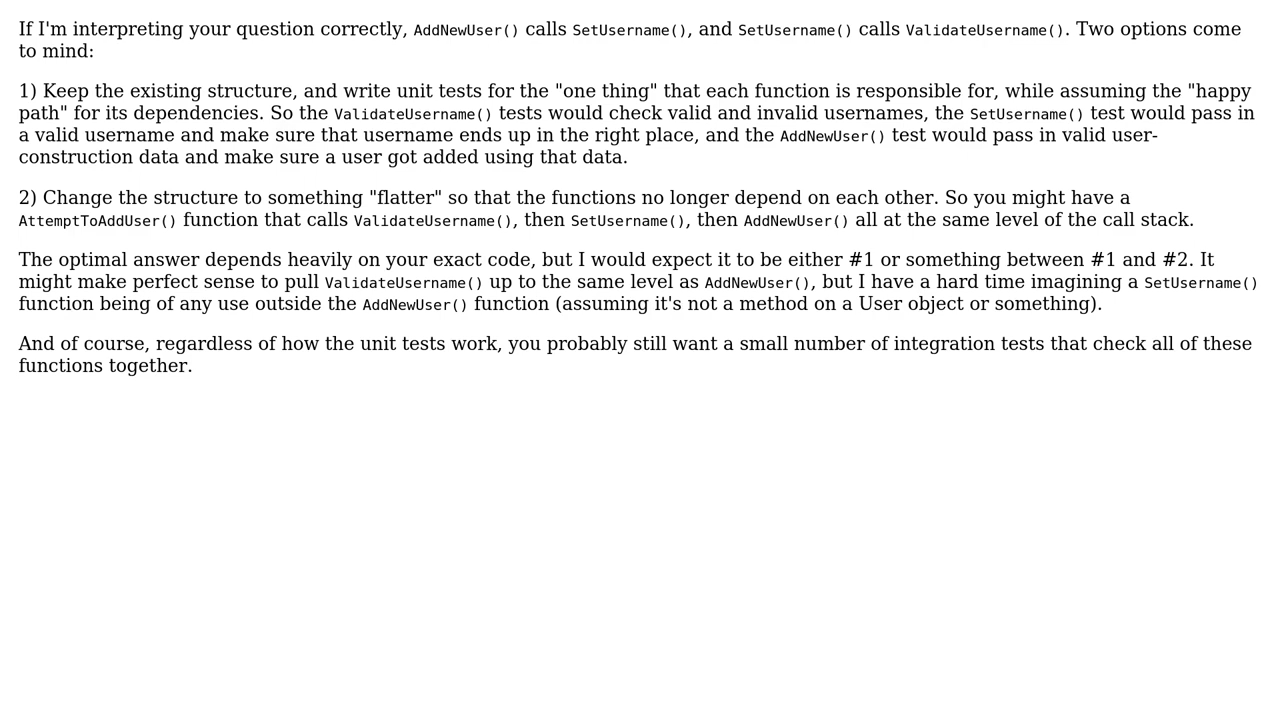 If I'm interpreting your question correctly, AddNewUser() calls SetUsername(), and SetUsername() calls ValidateUsername(). Two options come
to mind:
1) Keep the existing structure, and write unit tests for the "one thing" that each function is responsible for, while assuming the "happy
path" for its dependencies. So the ValidateUsername() tests would check valid and invalid usernames, the SetUsername() test would pass in
a valid username and make sure that username ends up in the right place, and the AddNewUser() test would pass in valid user-
construction data and make sure a user got added using that data.
2) Change the structure to something "flatter" so that the functions no longer depend on each other. So you might have a
AttemptToAddUser() function that calls ValidateUsername(), then SetUsername(), then AddNewUser() all at the same level of the call stack.
The optimal answer depends heavily on your exact code, but I would expect it to be either #1 or something between #1 and #2. It
might make perfect sense to pull ValidateUsername() up to the same level as AddNewUser(), but I have a hard time imagining a SetUsername()
function being of any use outside the AddNewUser() function (assuming it's not a method on a User object or something).
And of course, regardless of how the unit tests work, you probably still want a small number of integration tests that check all of these
functions together.